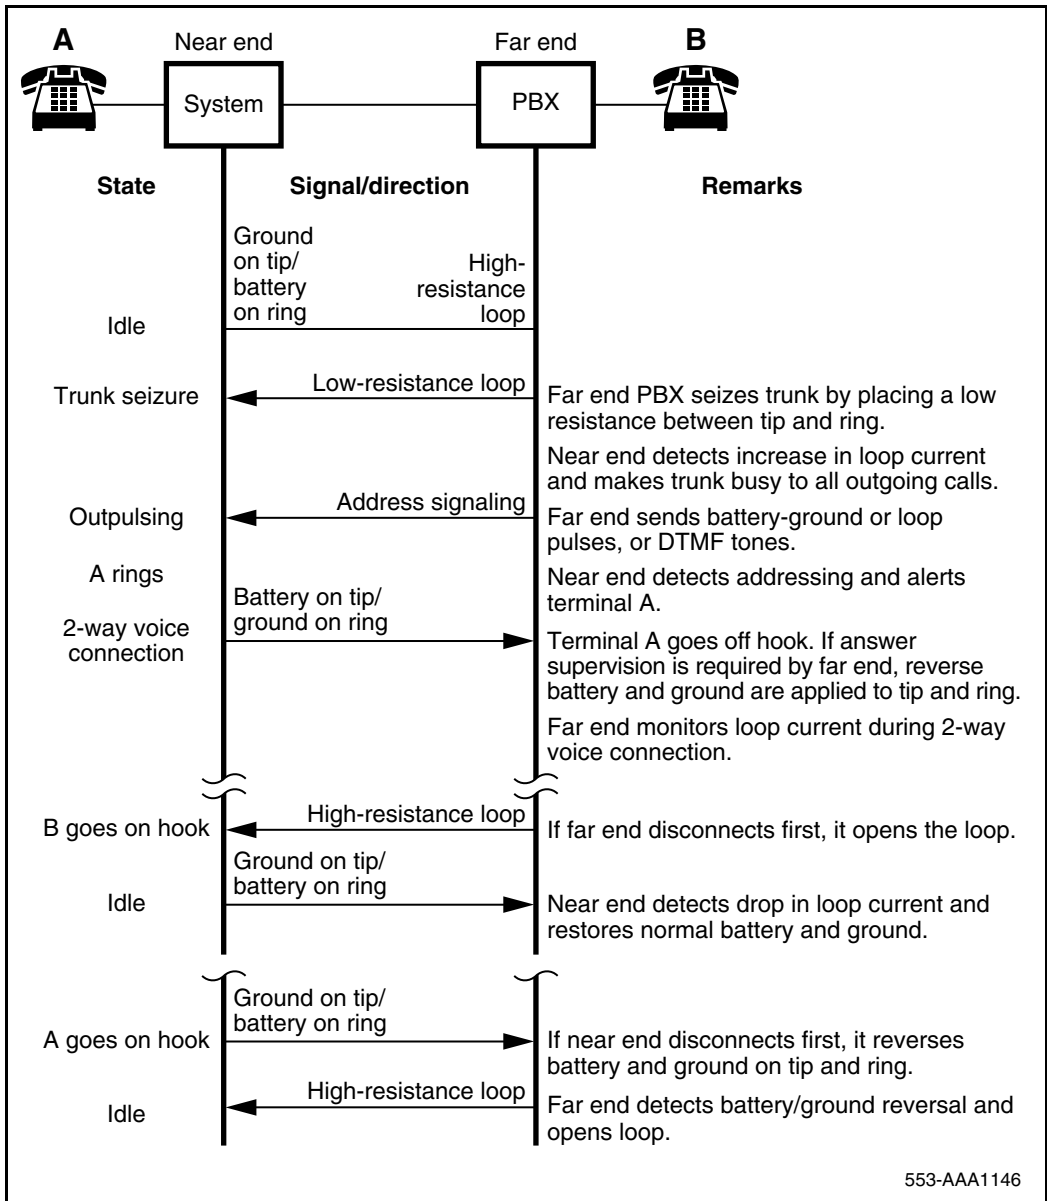 A
Near end
Far end
B
System
PBX
State
Signal/direction
Remarks
Ground
on tip/
battery
on ring
High-
resistance
loop
Idle
Trunk seizure
Low-resistance loop
Far end PBX seizes trunk by placing a low
resistance between tip and ring.
Near end detects increase in loop current
and makes trunk busy to all outgoing calls.
Outpulsing
Address signaling
Far end sends battery-ground or loop
pulses, or DTMF tones.
A rings
Near end detects addressing and alerts
terminal A.
2-way voice
connection
Battery on tip/
ground on ring
Terminal A goes off hook. If answer
supervision is required by far end, reverse
battery and ground are applied to tip and ring.
Far end monitors loop current during 2-way
voice connection.
B goes on hook
High-resistance loop
If far end disconnects first, it opens the loop.
Idle
Ground on tip/
battery on ring
Near end detects drop in loop current and
restores normal battery and ground.
A goes on hook
Ground on tip/
battery on ring
If near end disconnects first, it reverses
battery and ground on tip and ring.
Idle
High-resistance loop
Far end detects battery/ground reversal and
opens loop.
553-AAA1146